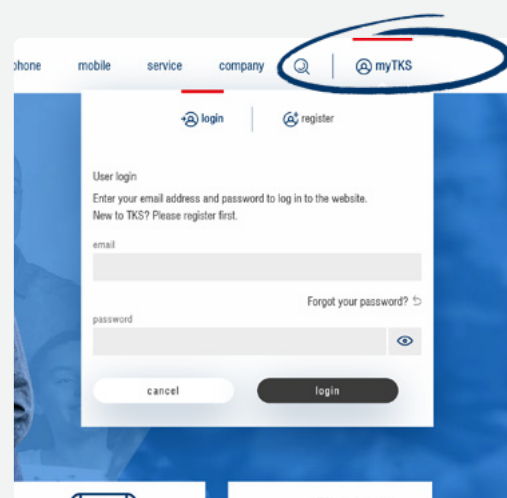 phone mobile service company myTKS
login register
User login
Enter your email address and password to log in to the website.
New to TKS? Please register first.
email
Forgot your password?
password
cancel login